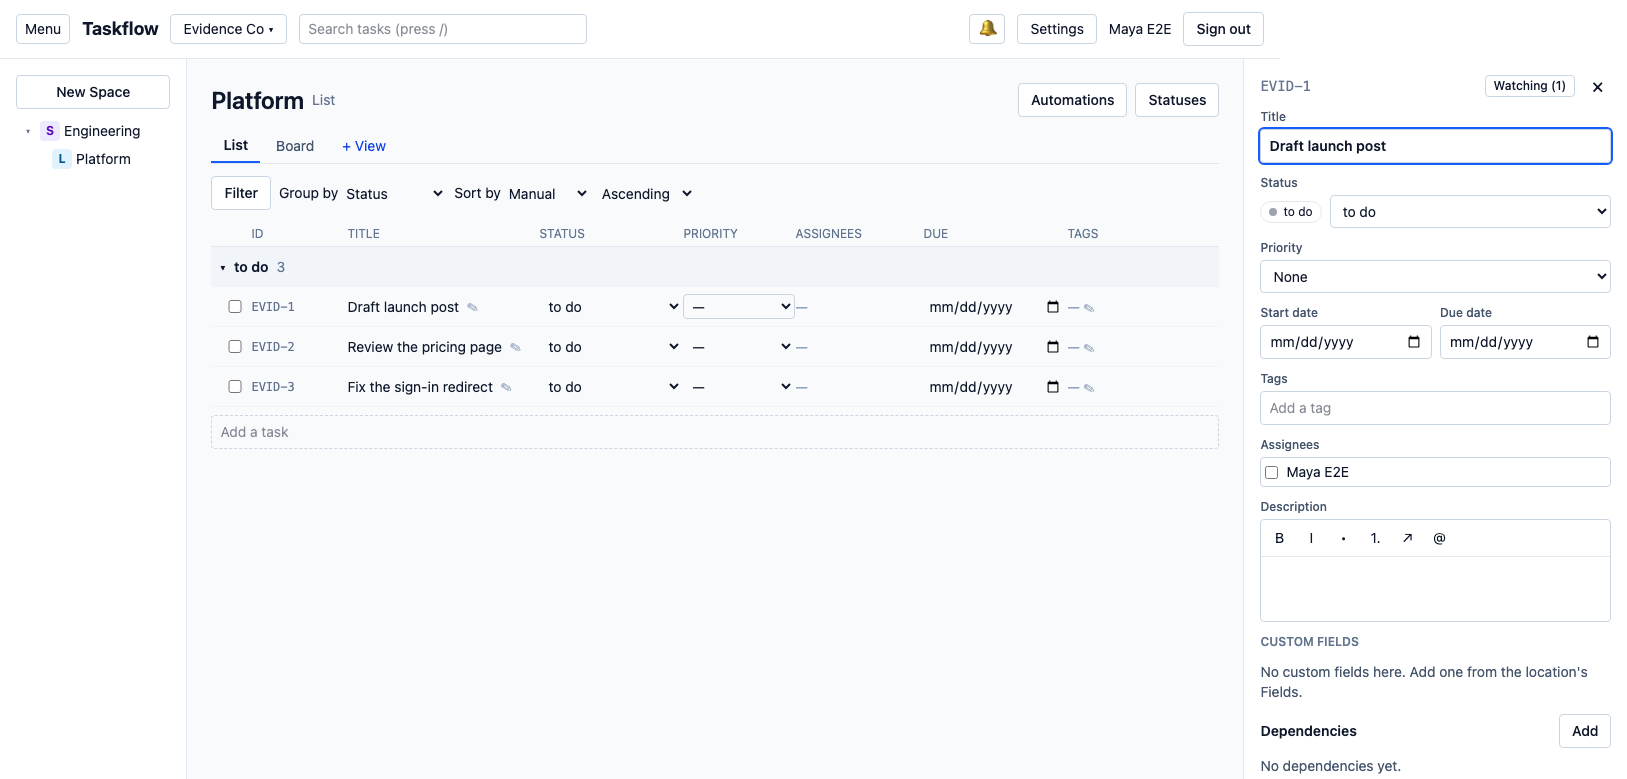 Menu Taskflow Evidence Co ▾ Search tasks (press /) Settings Maya E2E Sign out
New Space
S Engineering
L Platform
Platform List Automations Statuses
List Board + View
Filter Group by Status Sort by Manual Ascending
ID TITLE STATUS PRIORITY ASSIGNEES DUE TAGS
to do 3
EVID-1 Draft launch post to do — — mm/dd/yyyy —
EVID-2 Review the pricing page to do — — mm/dd/yyyy —
EVID-3 Fix the sign-in redirect to do — — mm/dd/yyyy —
Add a task
EVID-1 Watching (1) ×
Title
Draft launch post
Status
to do to do
Priority
None
Start date Due date
mm/dd/yyyy mm/dd/yyyy
Tags
Add a tag
Assignees
Maya E2E
Description
B I • 1. ↗ @
CUSTOM FIELDS
No custom fields here. Add one from the location's
Fields.
Dependencies Add
No dependencies yet.